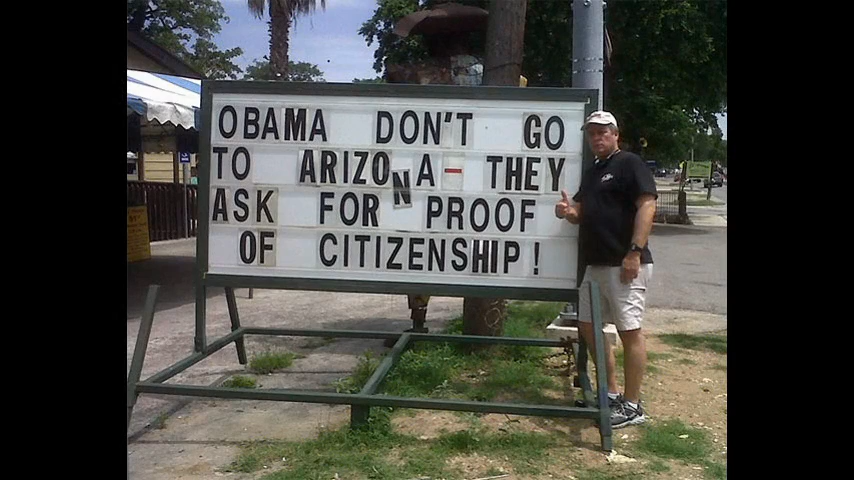 OBAMA DON'T GO
TO ARIZONA - THEY
ASK FOR PROOF
OF CITIZENSHIP!